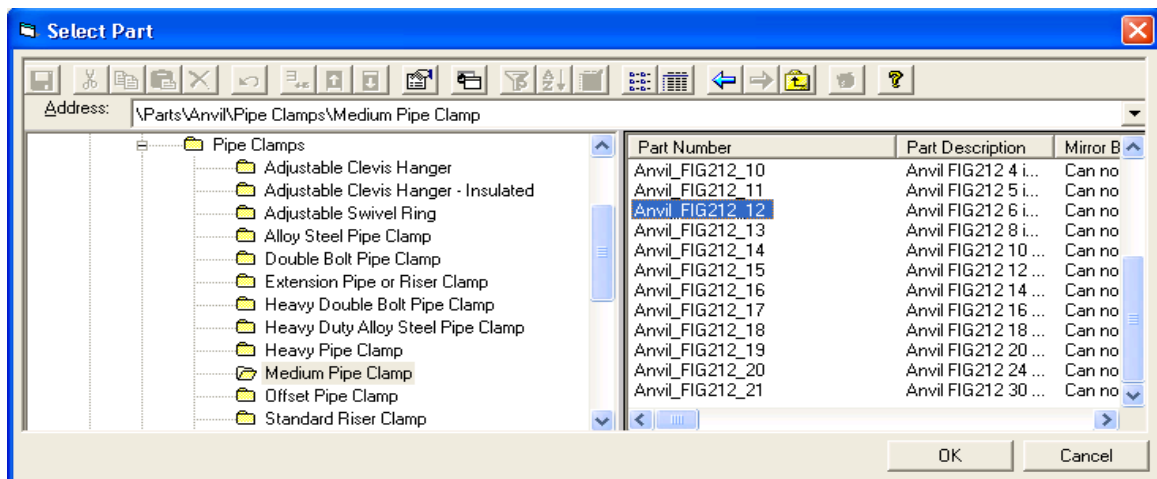 Select Part
Address: \Parts\Anvil\Pipe Clamps\Medium Pipe Clamp
Pipe Clamps
Adjustable Clevis Hanger
Adjustable Clevis Hanger - Insulated
Adjustable Swivel Ring
Alloy Steel Pipe Clamp
Double Bolt Pipe Clamp
Extension Pipe or Riser Clamp
Heavy Double Bolt Pipe Clamp
Heavy Duty Alloy Steel Pipe Clamp
Heavy Pipe Clamp
Medium Pipe Clamp
Offset Pipe Clamp
Standard Riser Clamp
Part Number Part Description Mirror B
Anvil_FIG212_10 Anvil FIG212 4 i... Can no
Anvil_FIG212_11 Anvil FIG212 5 i... Can no
Anvil_FIG212_12 Anvil FIG212 6 i... Can no
Anvil_FIG212_13 Anvil FIG212 8 i... Can no
Anvil_FIG212_14 Anvil FIG212 10 ... Can no
Anvil_FIG212_15 Anvil FIG212 12 ... Can no
Anvil_FIG212_16 Anvil FIG212 14 ... Can no
Anvil_FIG212_17 Anvil FIG212 16 ... Can no
Anvil_FIG212_18 Anvil FIG212 18 ... Can no
Anvil_FIG212_19 Anvil FIG212 20 ... Can no
Anvil_FIG212_20 Anvil FIG212 24 ... Can no
Anvil_FIG212_21 Anvil FIG212 30 ... Can no
OK Cancel